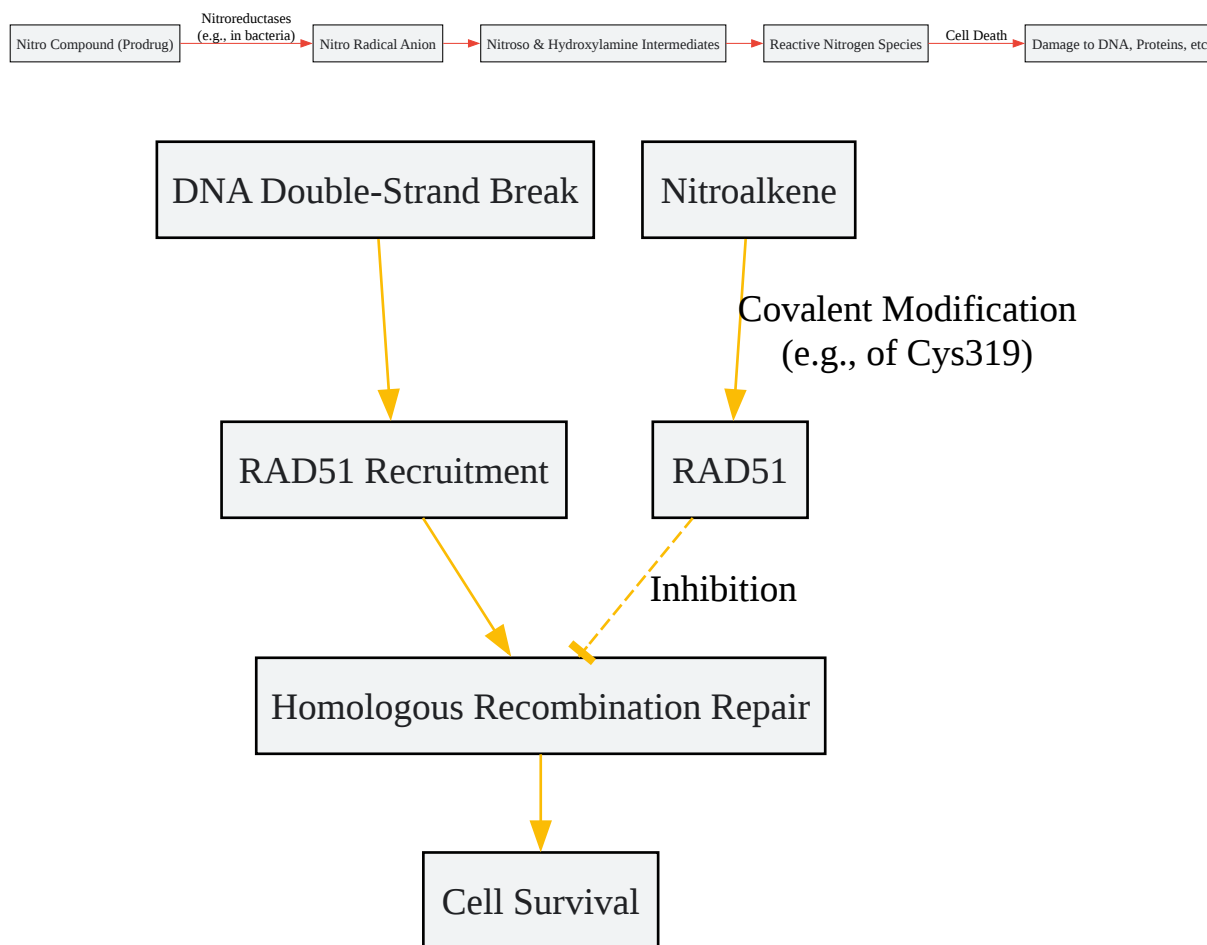 Nitro Compound (Prodrug)
Nitroreductases
(e.g., in bacteria)
Nitro Radical Anion
Nitroso & Hydroxylamine Intermediates
Reactive Nitrogen Species
Cell Death
Damage to DNA, Proteins, etc
DNA Double-Strand Break
Nitroalkene
Covalent Modification
(e.g., of Cys319)
RAD51 Recruitment
RAD51
Inhibition
Homologous Recombination Repair
Cell Survival